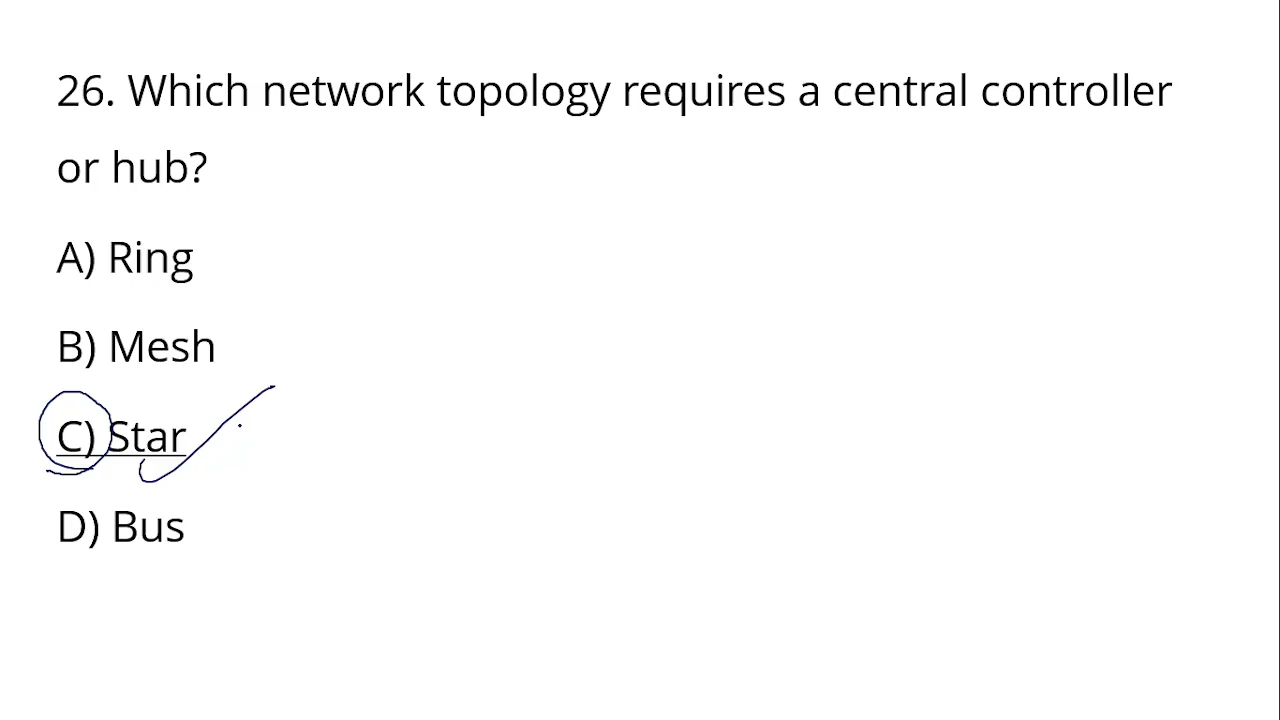 26. Which network topology requires a central controller
or hub?
A) Ring
B) Mesh
C) Star
D) Bus